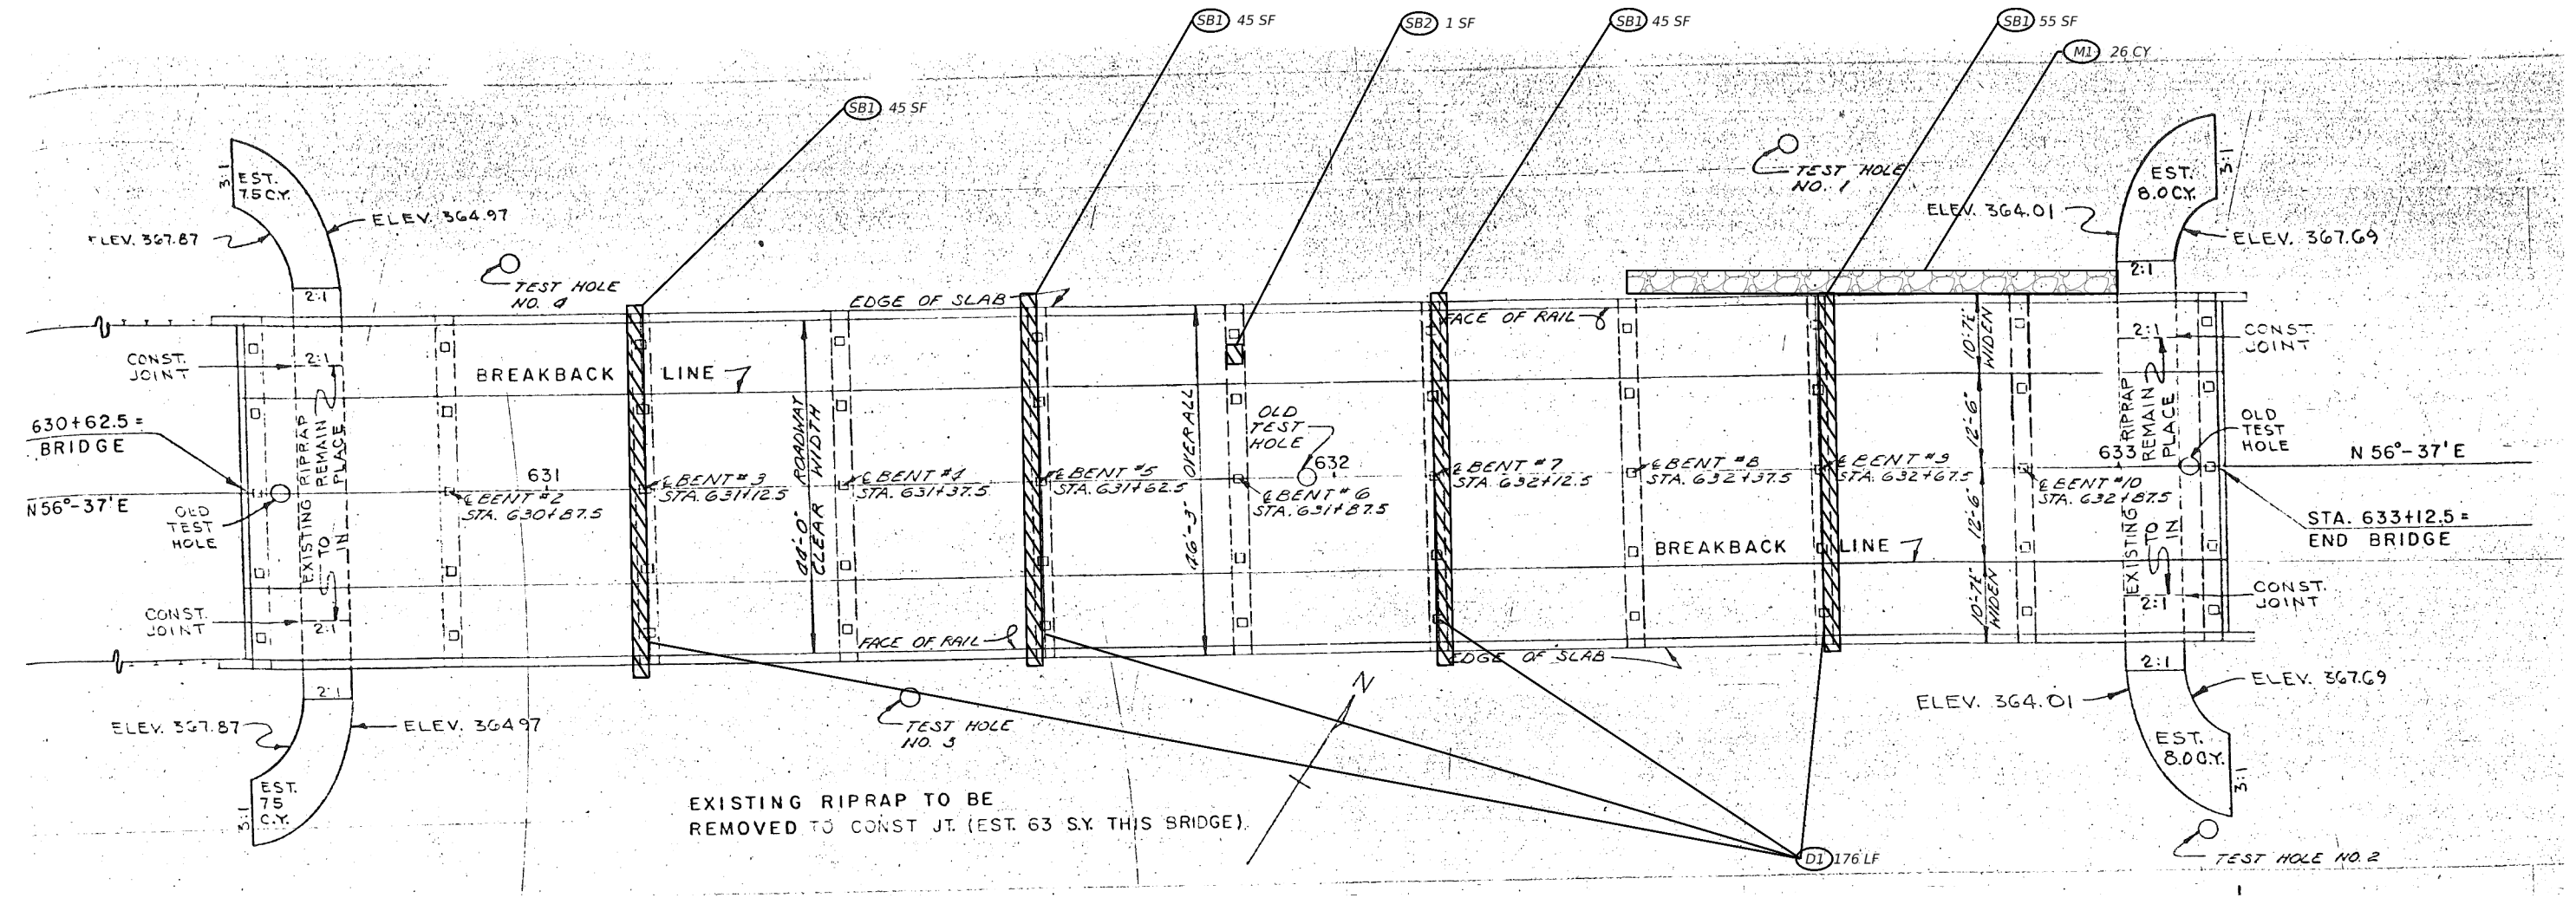 SB1 45 SF
SB2 1 SF
SB1 45 SF
SB1 55 SF
M1 26 CY
SB1 45 SF
EST.
7.5 C.Y.
3:1
ELEV. 364.97
ELEV. 367.87
2:1
TEST HOLE
NO. 4
EDGE OF SLAB
TEST HOLE
NO. 1
EST.
8.0 C.Y.
3:1
ELEV. 364.01
ELEV. 367.69
2:1
FACE OF RAIL
CONST.
JOINT
2:1
BREAKBACK LINE
10'-7½"
WIDEN
2:1
CONST.
JOINT
630+62.5 =
BRIDGE
N 56°-37' E
OLD
TEST
HOLE
EXISTING RIPRAP
TO REMAIN
IN PLACE
631
₵ BENT #2
STA. 630+87.5
₵ BENT #3
STA. 631+12.5
44'-0" ROADWAY
CLEAR WIDTH
₵ BENT #4
STA. 631+37.5
₵ BENT #5
STA. 631+62.5
46'-3" OVERALL
OLD
TEST
HOLE
632
₵ BENT #6
STA. 631+87.5
₵ BENT #7
STA. 632+12.5
₵ BENT #8
STA. 632+37.5
₵ BENT #9
STA. 632+67.5
12'-6"
12'-6"
₵ BENT #10
STA. 632+87.5
633
EXISTING RIPRAP
TO REMAIN
IN PLACE
OLD
TEST
HOLE
N 56°-37' E
STA. 633+12.5 =
END BRIDGE
BREAKBACK LINE
10'-7½"
WIDEN
CONST.
JOINT
2:1
2:1
CONST.
JOINT
FACE OF RAIL
EDGE OF SLAB
2:1
2:1
ELEV. 367.87
ELEV. 364.97
TEST HOLE
NO. 3
N
ELEV. 364.01
ELEV. 367.69
EST.
7.5
C.Y.
3:1
EST.
8.0 C.Y.
3:1
EXISTING RIPRAP TO BE
REMOVED TO CONST JT. (EST. 63 S.Y. THIS BRIDGE).
D1 176 LF
TEST HOLE NO. 2